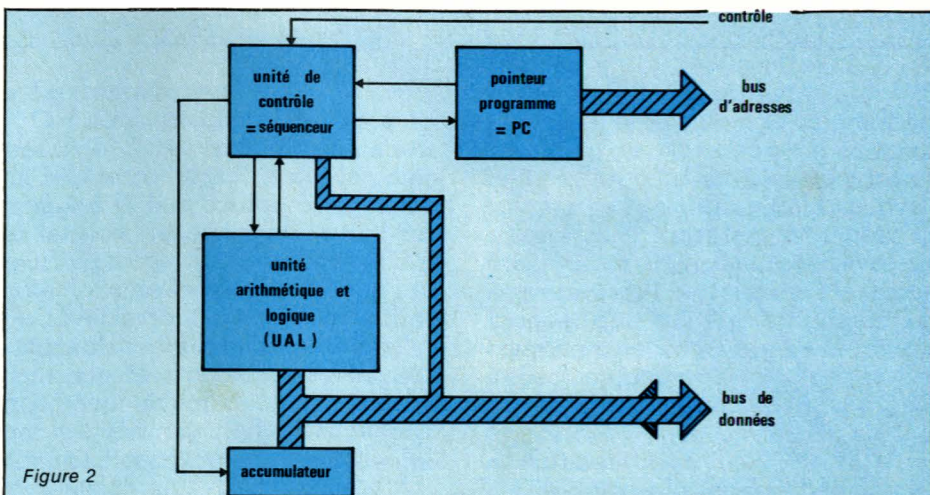 contrôle
unité de
contrôle
= séquenceur
pointeur
programme
= PC
bus
d'adresses
unité
arithmétique et
logique
(UAL)
bus de
données
accumulateur
Figure 2